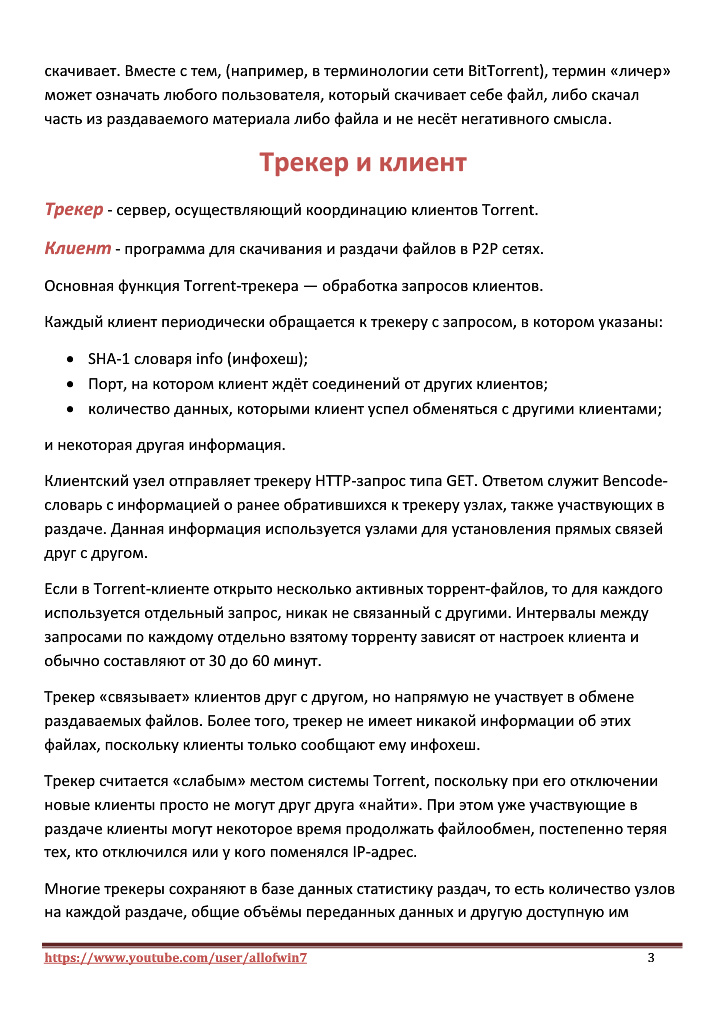 скачивает. Вместе с тем, (например, в терминологии сети BitTorrent), термин «личер»
может означать любого пользователя, который скачивает себе файл, либо скачал
часть из раздаваемого материала либо файла и не несёт негативного смысла.
Трекер и клиент
Трекер - сервер, осуществляющий координацию клиентов Torrent.
Клиент - программа для скачивания и раздачи файлов в P2P сетях.
Основная функция Torrent-трекера — обработка запросов клиентов.
Каждый клиент периодически обращается к трекеру с запросом, в котором указаны:
• SHA-1 словаря info (инфохеш);
• Порт, на котором клиент ждёт соединений от других клиентов;
• количество данных, которыми клиент успел обменяться с другими клиентами;
и некоторая другая информация.
Клиентский узел отправляет трекеру HTTP-запрос типа GET. Ответом служит Bencode-
словарь с информацией о ранее обратившихся к трекеру узлах, также участвующих в
раздаче. Данная информация используется узлами для установления прямых связей
друг с другом.
Если в Torrent-клиенте открыто несколько активных торрент-файлов, то для каждого
используется отдельный запрос, никак не связанный с другими. Интервалы между
запросами по каждому отдельно взятому торренту зависят от настроек клиента и
обычно составляют от 30 до 60 минут.
Трекер «связывает» клиентов друг с другом, но напрямую не участвует в обмене
раздаваемых файлов. Более того, трекер не имеет никакой информации об этих
файлах, поскольку клиенты только сообщают ему инфохеш.
Трекер считается «слабым» местом системы Torrent, поскольку при его отключении
новые клиенты просто не могут друг друга «найти». При этом уже участвующие в
раздаче клиенты могут некоторое время продолжать файлообмен, постепенно теряя
тех, кто отключился или у кого поменялся IP-адрес.
Многие трекеры сохраняют в базе данных статистику раздач, то есть количество узлов
на каждой раздаче, общие объёмы переданных данных и другую доступную им
https://www.youtube.com/user/allofwin7 3